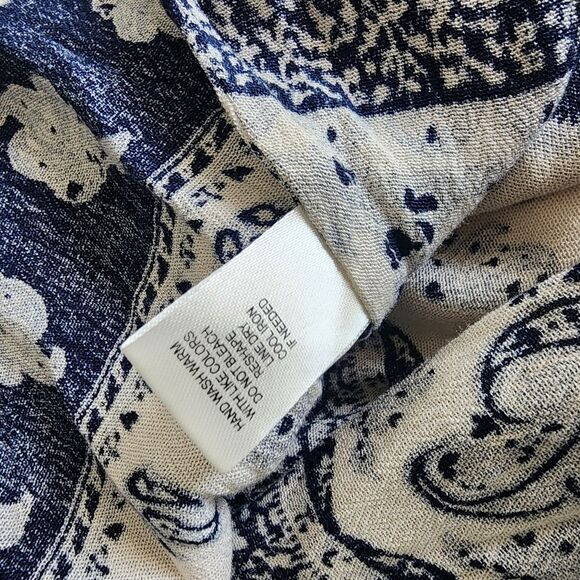 HAND WASH WARM
WITH LIKE COLORS
DO NOT BLEACH
RESHAPE
LINE DRY
COOL IRON
IF NEEDED